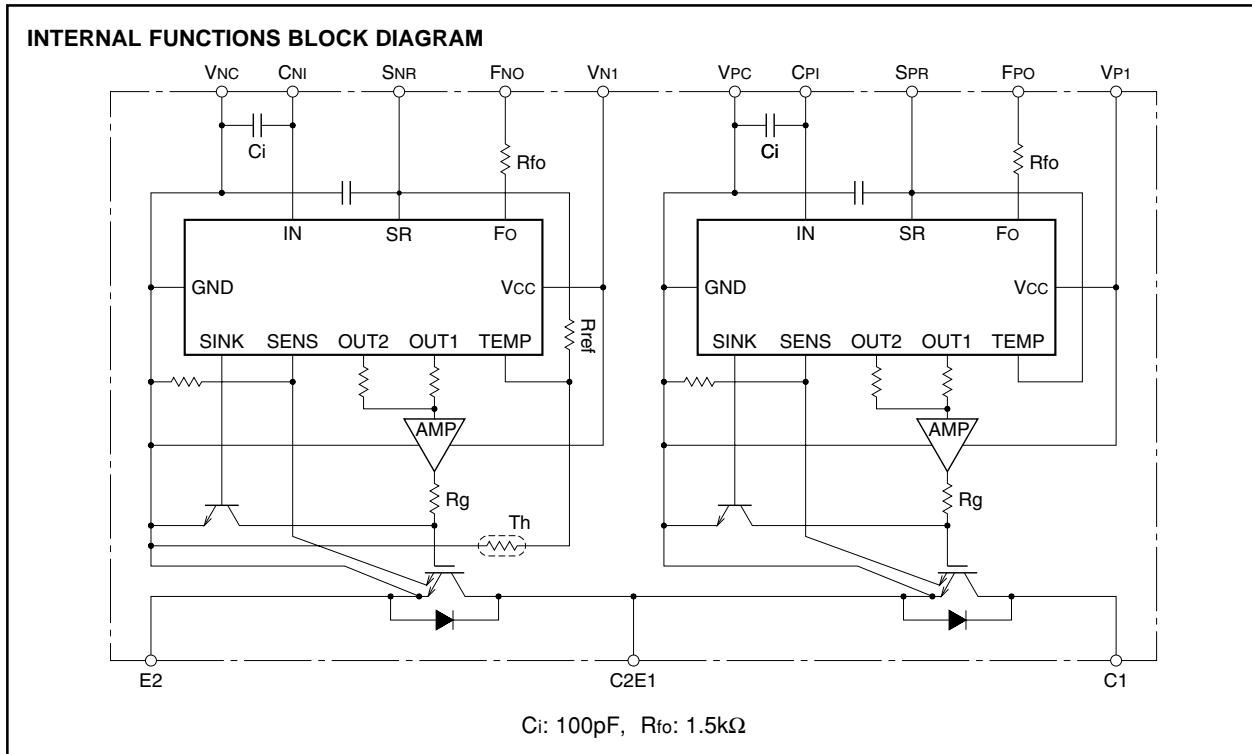 INTERNAL FUNCTIONS BLOCK DIAGRAM
VNC CNI SNR FNO VN1 VPC CPI SPR FPO VP1
Ci Rfo Ci Rfo
IN SR FO IN SR FO
GND VCC GND VCC
Rref
SINK SENS OUT2 OUT1 TEMP SINK SENS OUT2 OUT1 TEMP
AMP AMP
Rg Rg
Th
E2 C2E1 C1
Ci: 100pF, Rfo: 1.5kΩ